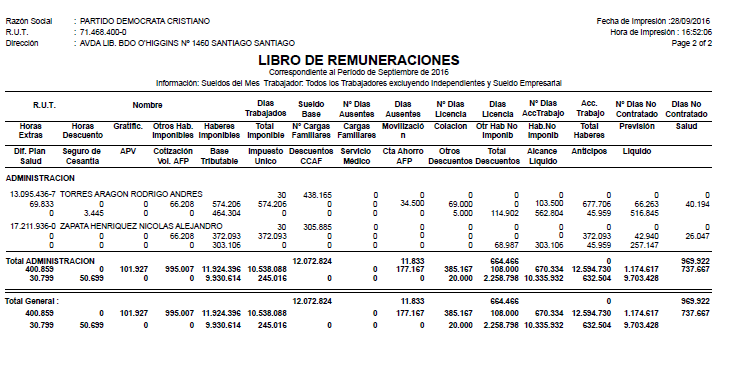 Razón Social : PARTIDO DEMOCRATA CRISTIANO Fecha de Impresión :28/09/2016
R.U.T. : 71.468.400-0 Hora de Impresión : 16:52:06
Dirección : AVDA LIB. BDO O'HIGGINS Nº 1460 SANTIAGO SANTIAGO Page 2 of 2
LIBRO DE REMUNERACIONES
Correspondiente al Período de Septiembre de 2016
Información: Sueldos del Mes Trabajador: Todos los Trabajadores excluyendo Independientes y Sueldo Empresarial
R.U.T. Nombre Dias Trabajados Sueldo Base Nº Dias Ausentes Dias Ausentes Nº Dias Licencia Dias Licencia Nº Dias AccTrabajo Acc. Trabajo Nº Dias No Contratado Dias No Contratado
Horas Extras Horas Descuento Gratific. Otros Hab. Imponibles Haberes Imponibles Total Imponible Nº Cargas Familiares Cargas Familiares Movilización Colacion Otr Hab No Imponib Hab.No Imponib Total Haberes Previsión Salud
Dif. Plan Salud Seguro de Cesantia APV Cotización Vol. AFP Base Tributable Impuesto Unico Descuentos CCAF Servicio Médico Cta Ahorro AFP Otros Descuentos Total Descuentos Alcance Liquido Anticipos Liquido
ADMINISTRACION
13.095.436-7 TORRES ARAGON RODRIGO ANDRES 30 438.165 0 0 0 0 0 0 0 0
69.833 0 0 66.208 574.206 574.206 0 0 34.500 69.000 0 103.500 677.706 66.263 40.194
0 3.445 0 0 464.304 0 0 0 0 5.000 114.902 562.804 45.959 516.845
17.211.936-0 ZAPATA HENRIQUEZ NICOLAS ALEJANDRO 30 305.885 0 0 0 0 0 0 0 0
0 0 0 66.208 372.093 372.093 0 0 0 0 0 0 372.093 42.940 26.047
0 0 0 0 303.106 0 0 0 0 0 68.987 303.106 45.959 257.147
Total ADMINISTRACION 12.072.824 11.833 664.466 0 969.922
400.859 0 101.927 995.007 11.924.396 10.538.088 0 177.167 385.167 108.000 670.334 12.594.730 1.174.617 737.667
30.799 50.699 0 0 9.930.614 245.016 0 0 0 20.000 2.258.798 10.335.932 632.504 9.703.428
Total General : 12.072.824 11.833 664.466 0 969.922
400.859 0 101.927 995.007 11.924.396 10.538.088 0 177.167 385.167 108.000 670.334 12.594.730 1.174.617 737.667
30.799 50.699 0 0 9.930.614 245.016 0 0 0 20.000 2.258.798 10.335.932 632.504 9.703.428